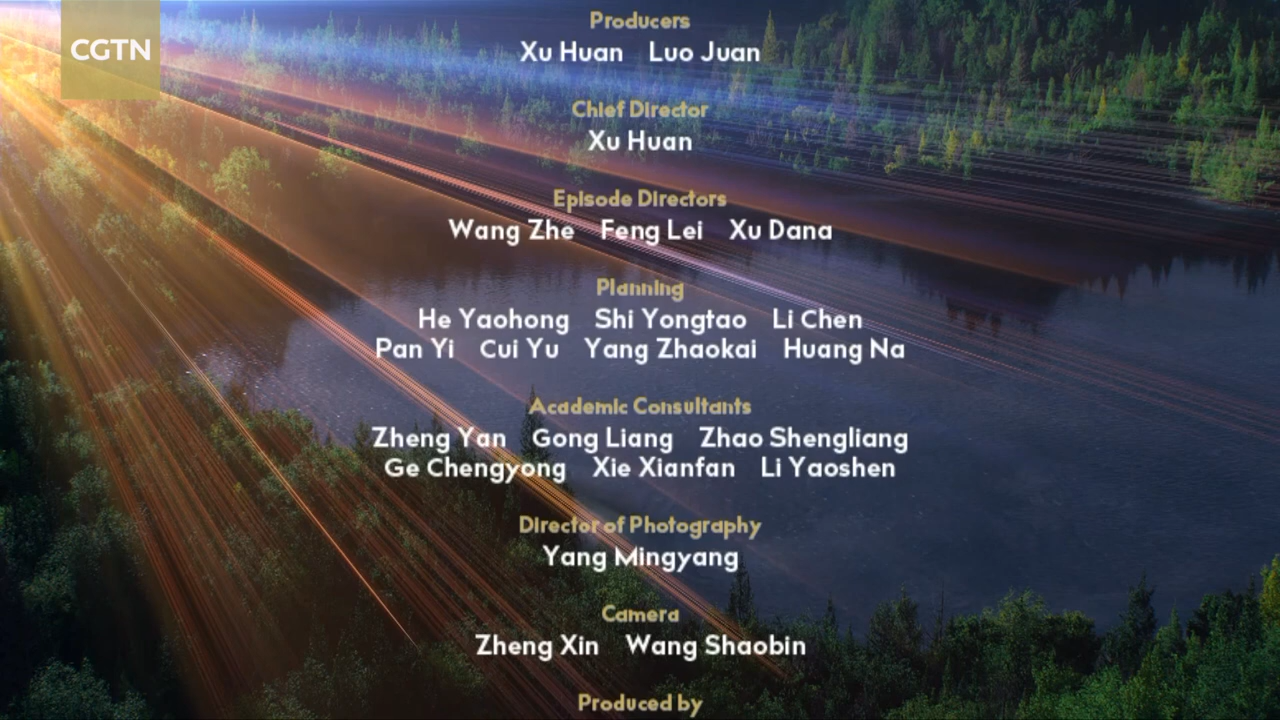 CGTN
Producers
Xu Huan Luo Juan
Chief Director
Xu Huan
Episode Directors
Wang Zhe Feng Lei Xu Dana
Planning
He Yaohong Shi Yongtao Li Chen
Pan Yi Cui Yu Yang Zhaokai Huang Na
Academic Consultants
Zheng Yan Gong Liang Zhao Shengliang
Ge Chengyong Xie Xianfan Li Yaoshen
Director of Photography
Yang Mingyang
Camera
Zheng Xin Wang Shaobin
Produced by